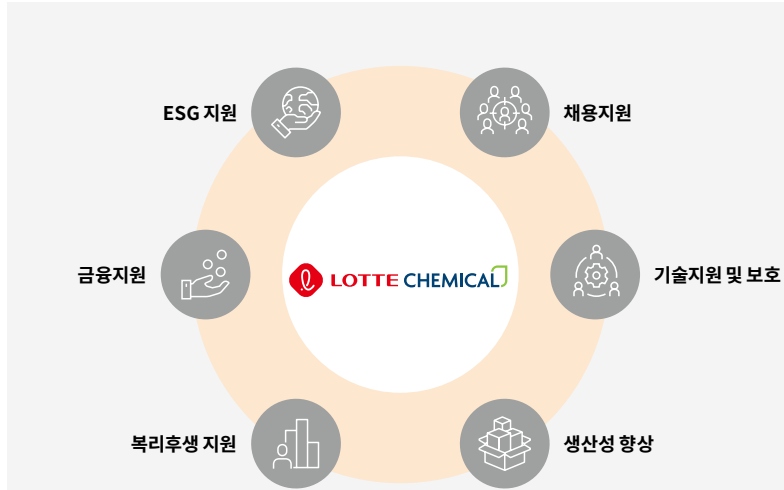 ESG 지원
채용지원
금융지원
LOTTE CHEMICAL
기술지원 및 보호
복리후생 지원
생산성 향상